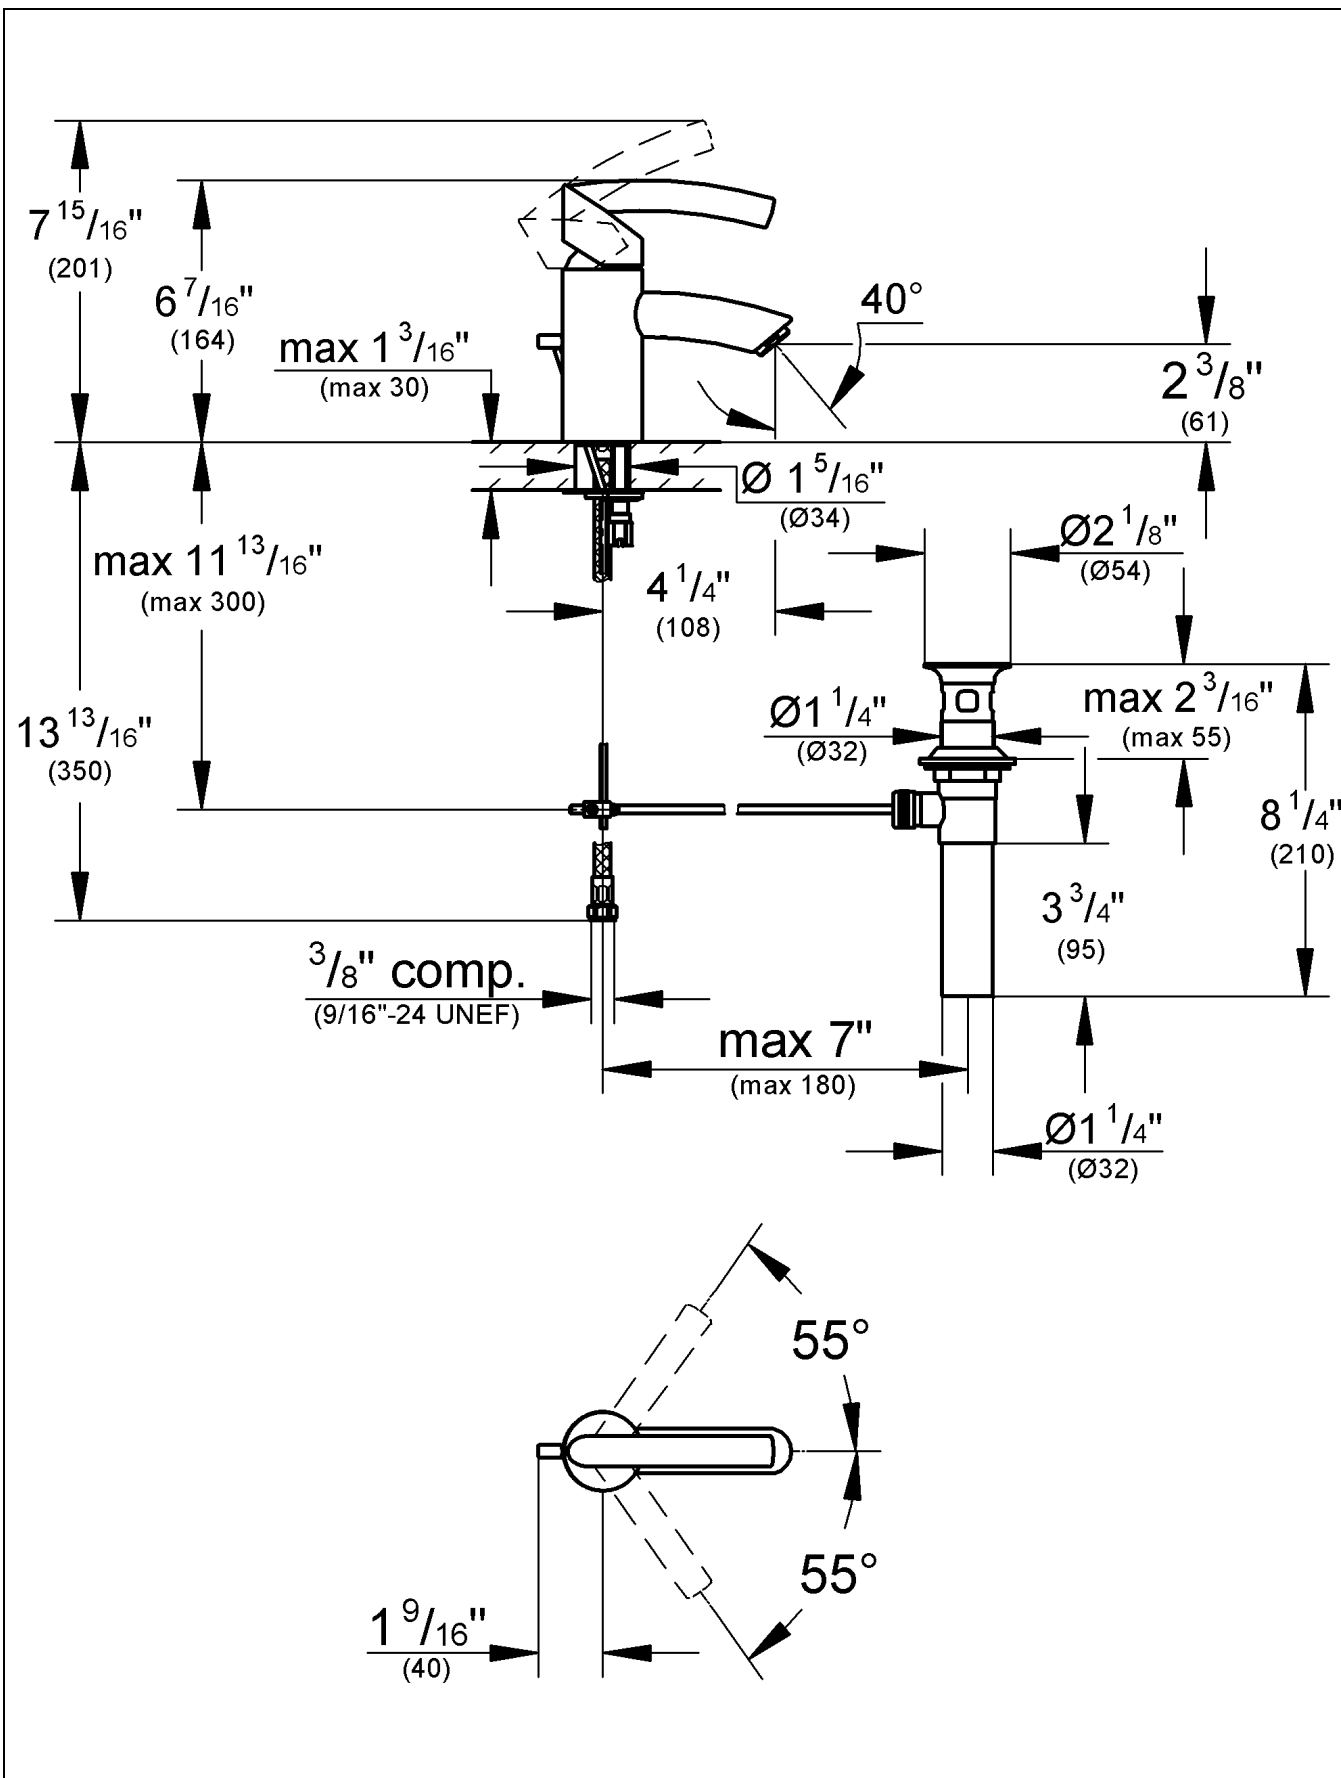 7 15/16"
(201)
6 7/16"
(164)
max 1 3/16"
(max 30)
40°
2 3/8"
(61)
Ø 1 5/16"
(Ø34)
Ø2 1/8"
(Ø54)
max 11 13/16"
(max 300)
4 1/4"
(108)
13 13/16"
(350)
Ø1 1/4"
(Ø32)
max 2 3/16"
(max 55)
8 1/4"
(210)
3 3/4"
(95)
3/8" comp.
(9/16"-24 UNEF)
max 7"
(max 180)
Ø1 1/4"
(Ø32)
55°
55°
1 9/16"
(40)